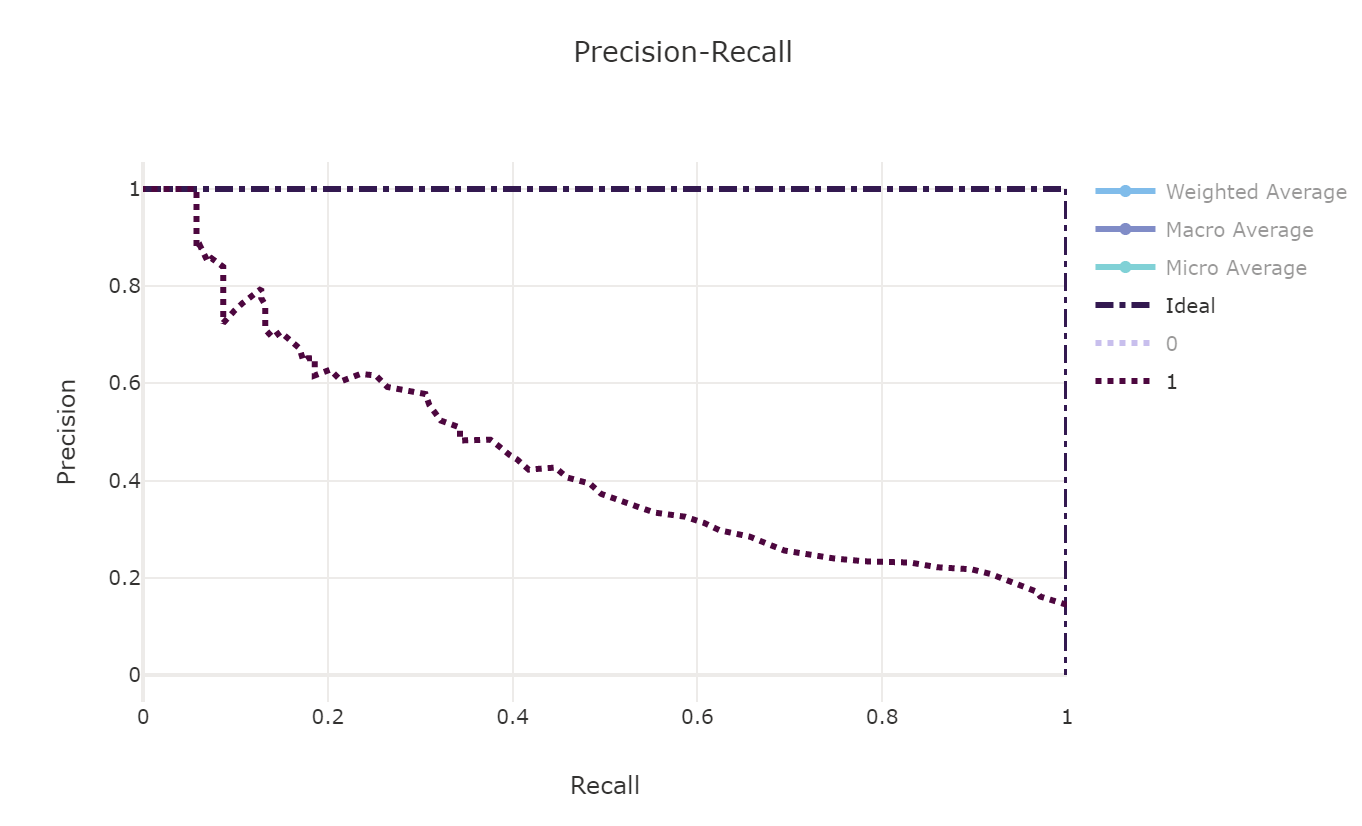 Precision-Recall
1
0.8
0.6
0.4
0.2
0
Precision
0 0.2 0.4 0.6 0.8 1
Recall
Weighted Average
Macro Average
Micro Average
Ideal
0
1